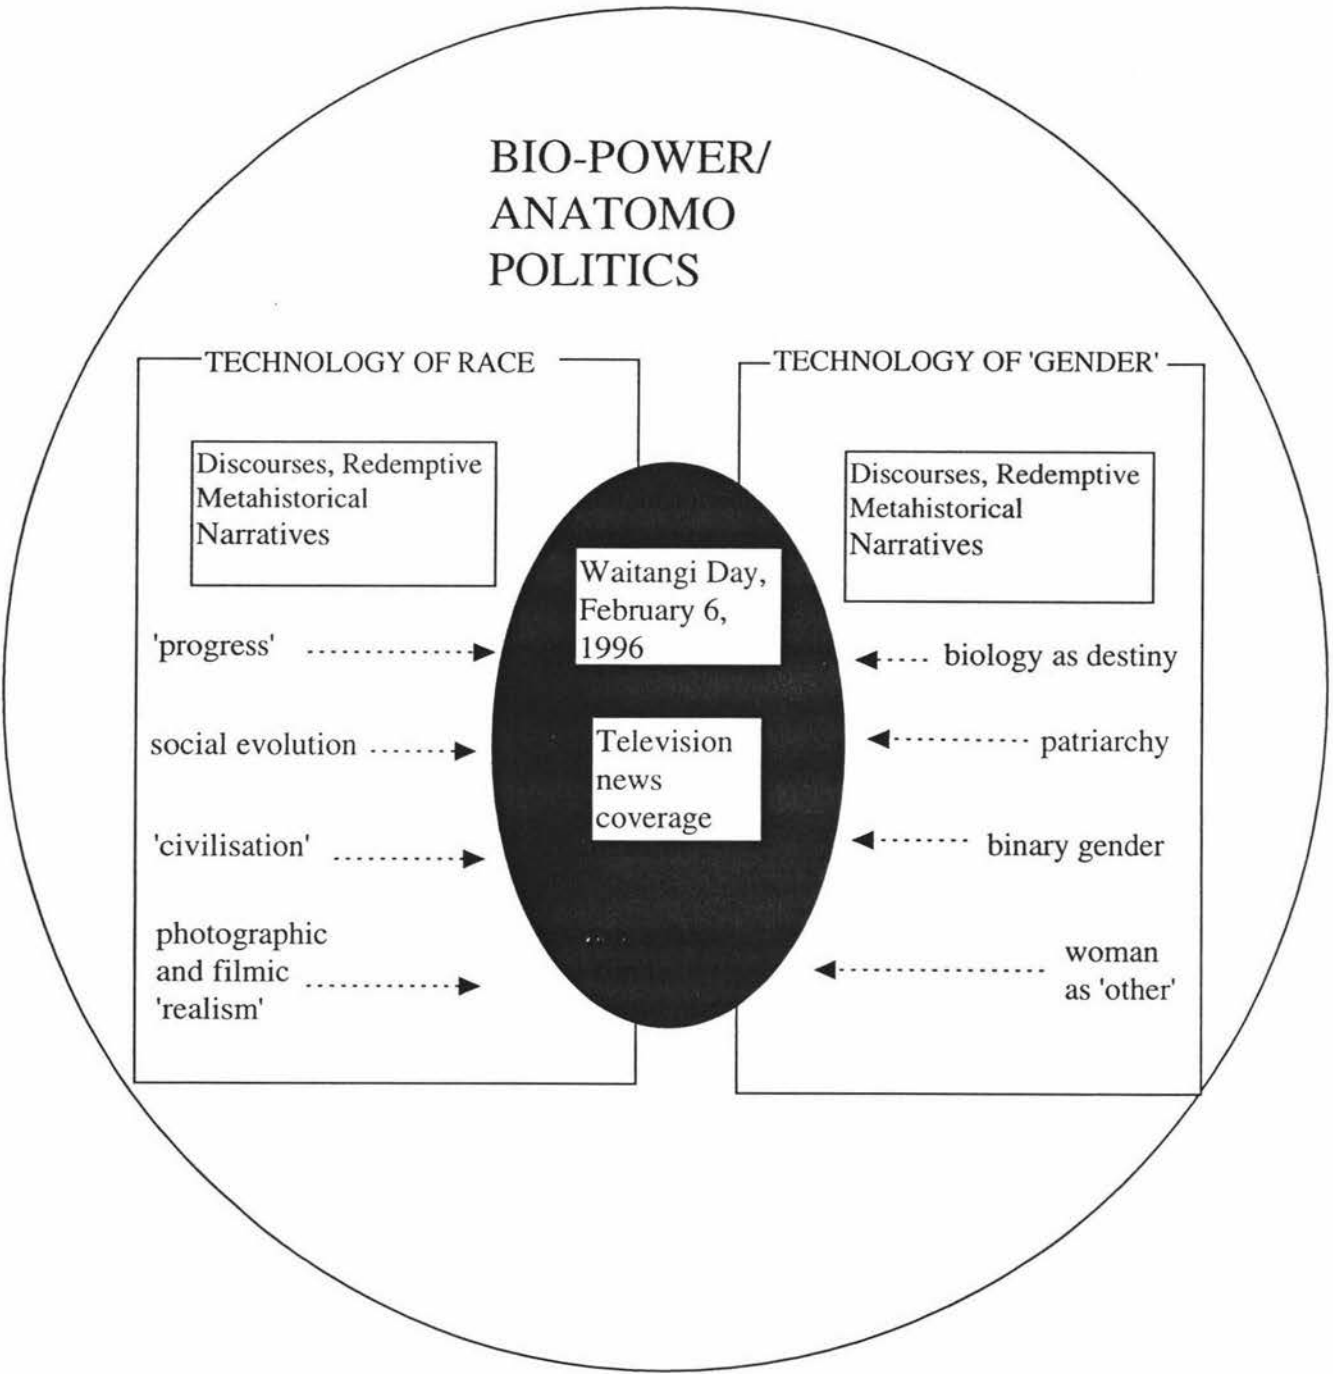 BIO-POWER/
ANATOMO
POLITICS
TECHNOLOGY OF RACE
Discourses, Redemptive
Metahistorical
Narratives
'progress'
social evolution
'civilisation'
photographic
and filmic
'realism'
Waitangi Day,
February 6,
1996
Television
news
coverage
TECHNOLOGY OF 'GENDER'
Discourses, Redemptive
Metahistorical
Narratives
biology as destiny
patriarchy
binary gender
woman
as 'other'